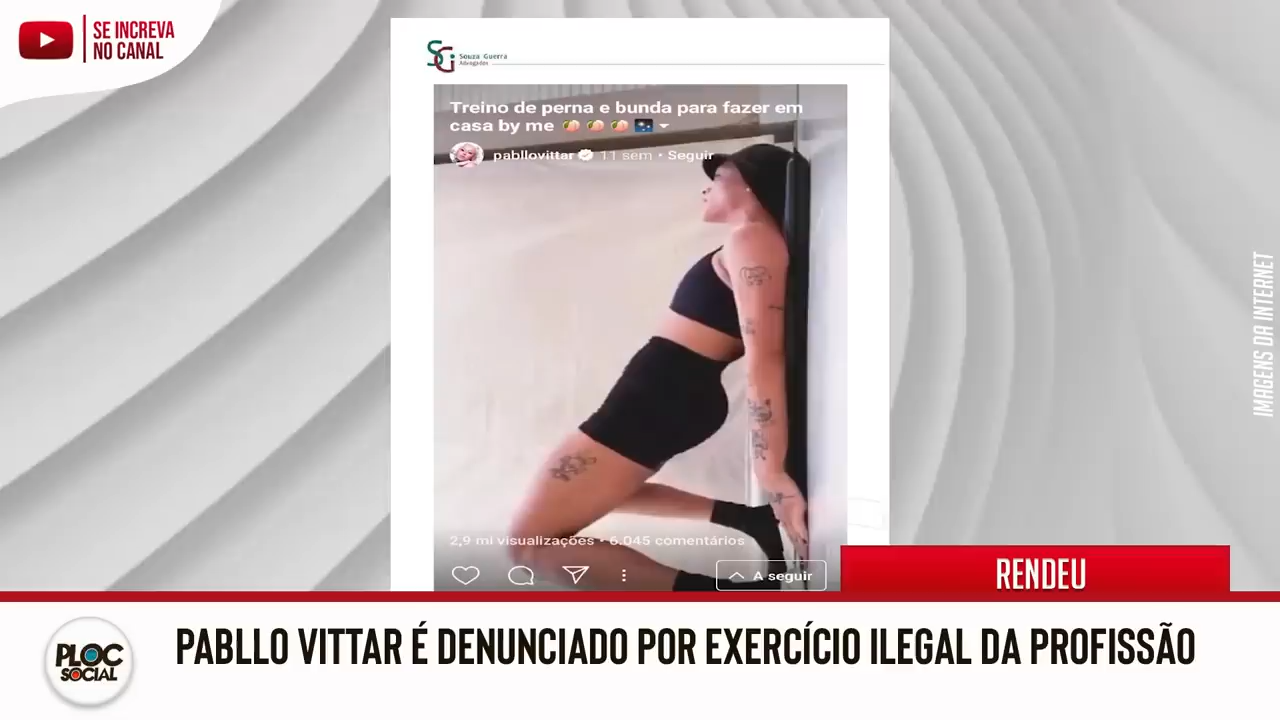 SE INCREVA
NO CANAL
SG Souza Guerra
Advogados
Treino de perna e bunda para fazer em
casa by me 🍑 🍑 🍑 🌌
pabllovittar 11 sem • Seguir
IMAGENS DA INTERNET
2,9 mi visualizações • 6.045 comentários
A seguir
RENDEU
PLOC
SOCIAL
PABLLO VITTAR É DENUNCIADO POR EXERCÍCIO ILEGAL DA PROFISSÃO